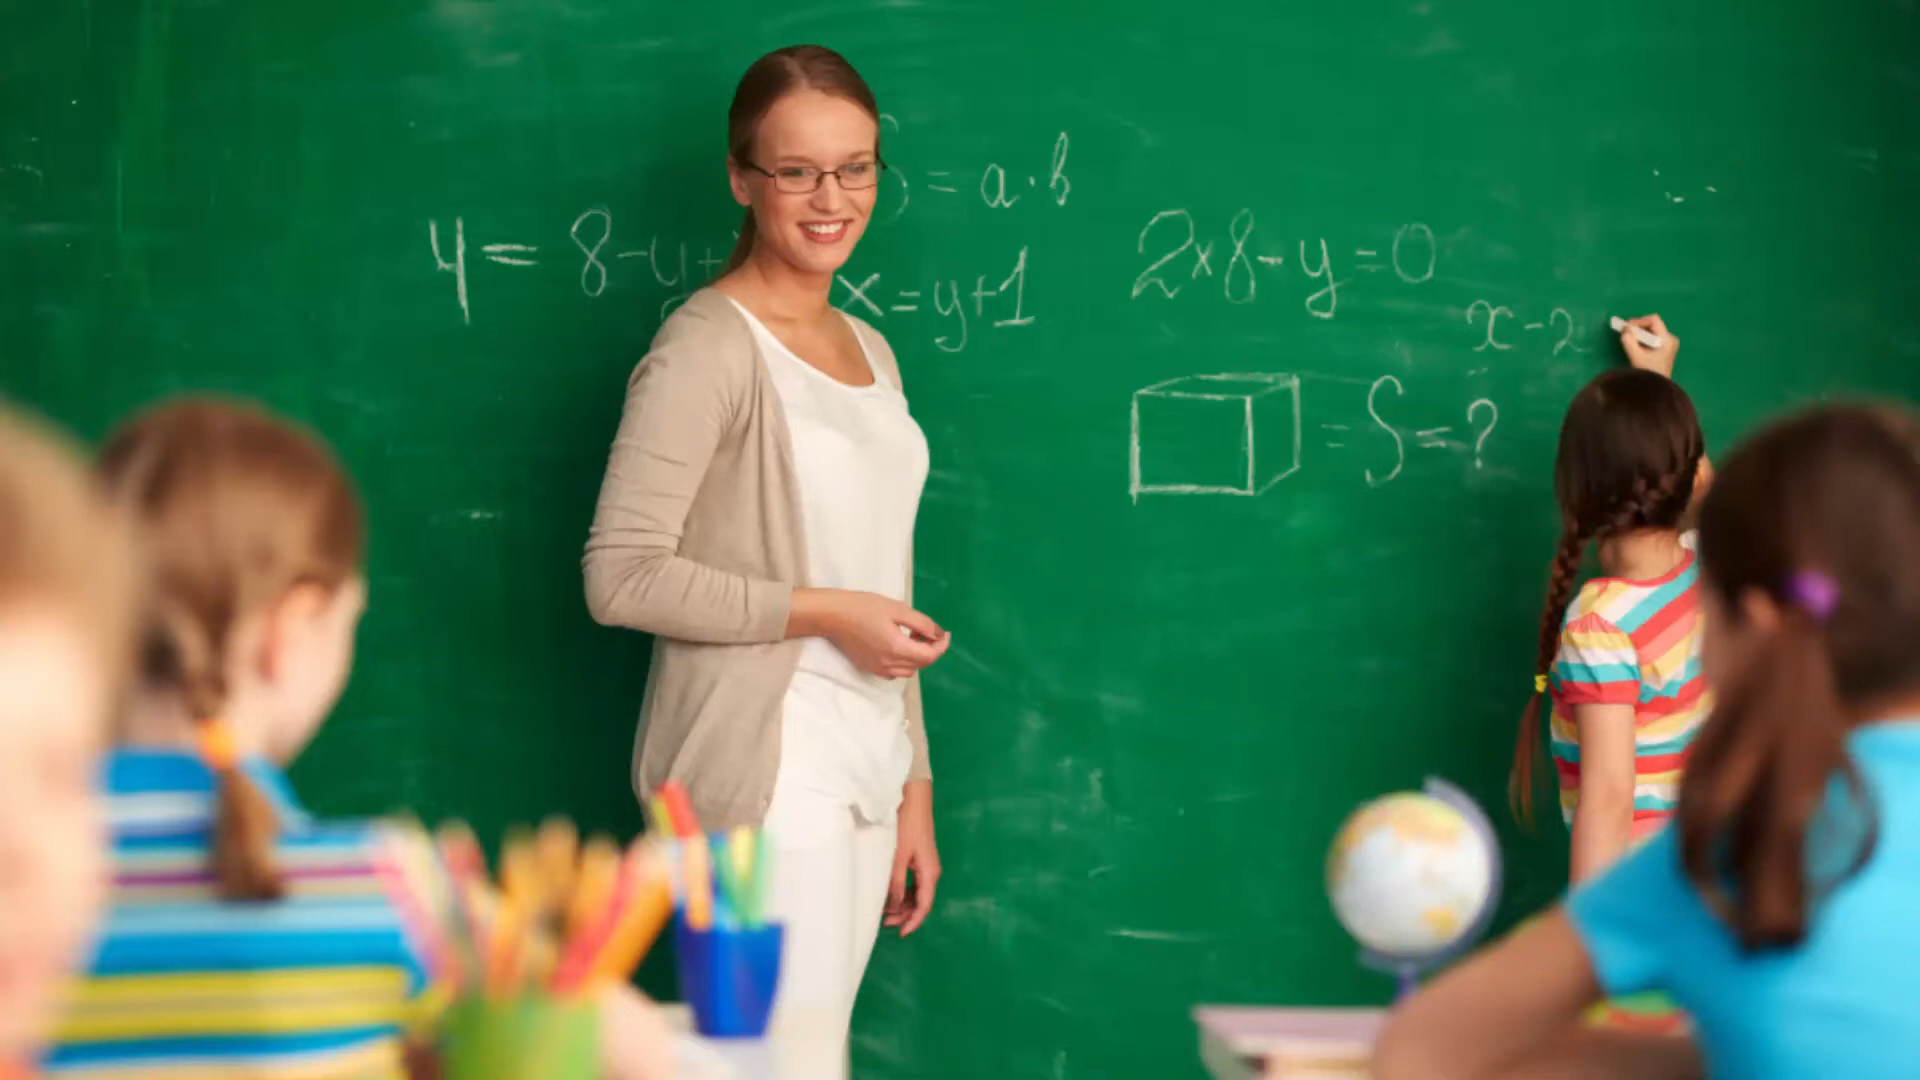 S = a·b
4 = 8-y+
x = y+1
2x8-y=0
x-2
= S = ?